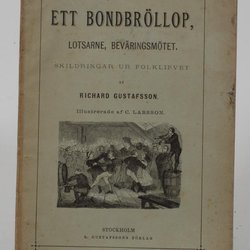 ETT BONDBRÖLLOP,
LOTSARNE, BEVÄRINGSMÖTET.
SKILDRINGAR UR FOLKLIFVET
AF
RICHARD GUSTAFSSON.
Illustrerade af C. LARSSON.
STOCKHOLM
R. GUSTAFSSONS FÖRLAG